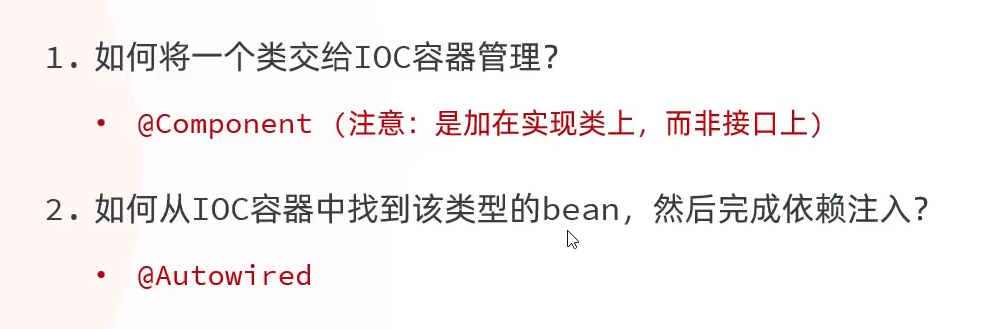 1. 如何将一个类交给IOC容器管理?
• @Component (注意: 是加在实现类上, 而非接口上)
2. 如何从IOC容器中找到该类型的bean, 然后完成依赖注入?
• @Autowired